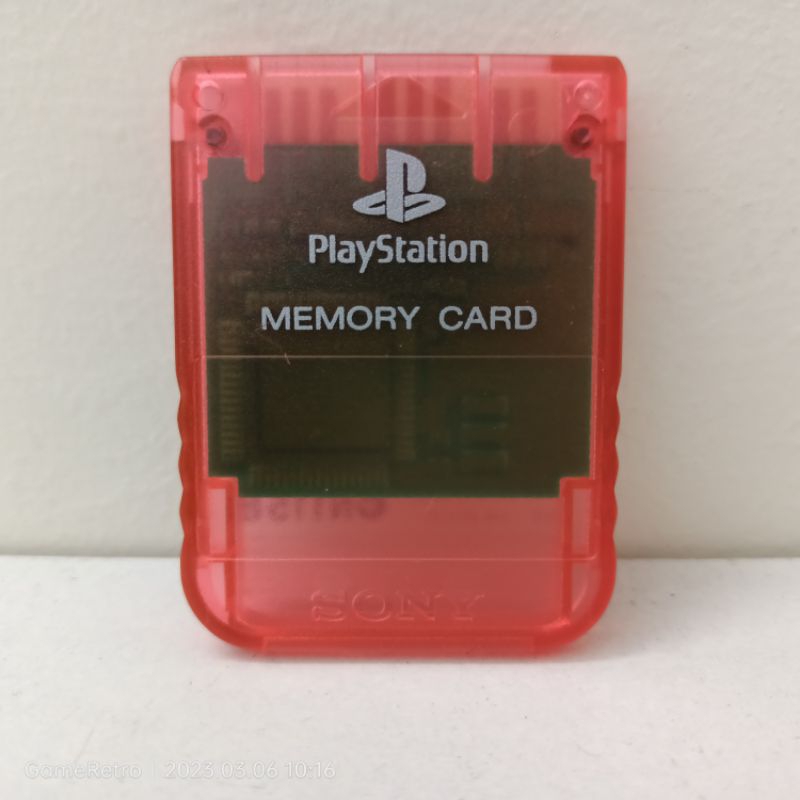 PlayStation
MEMORY CARD
SONY
GameRetro | 2023.03.06 10:16